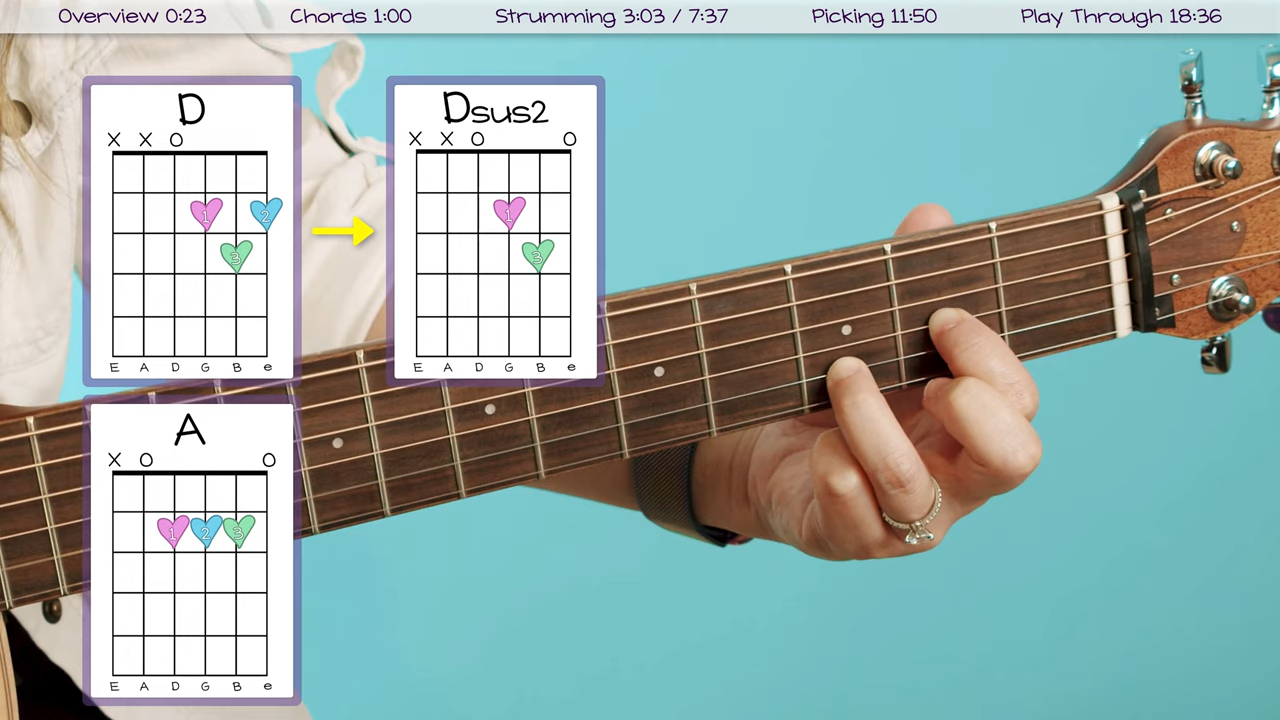 Overview 0:23 Chords 1:00 Strumming 3:03 / 7:37 Picking 11:50 Play Through 18:36
D
X X O
1 2
3
E A D G B e
Dsus2
X X O O
1
3
E A D G B e
A
X O O
1 2 3
E A D G B e